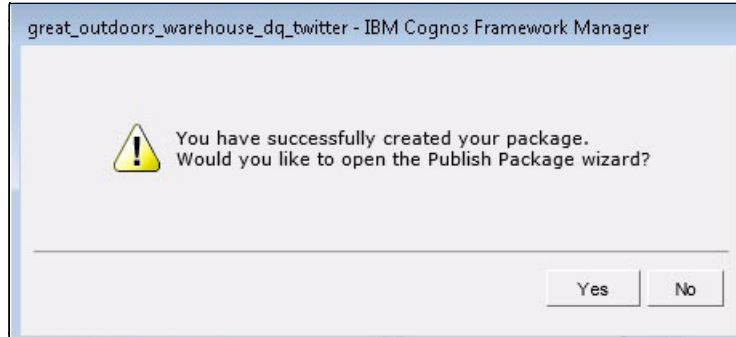 great_outdoors_warehouse_dq_twitter - IBM Cognos Framework Manager
You have successfully created your package.
Would you like to open the Publish Package wizard?
Yes No